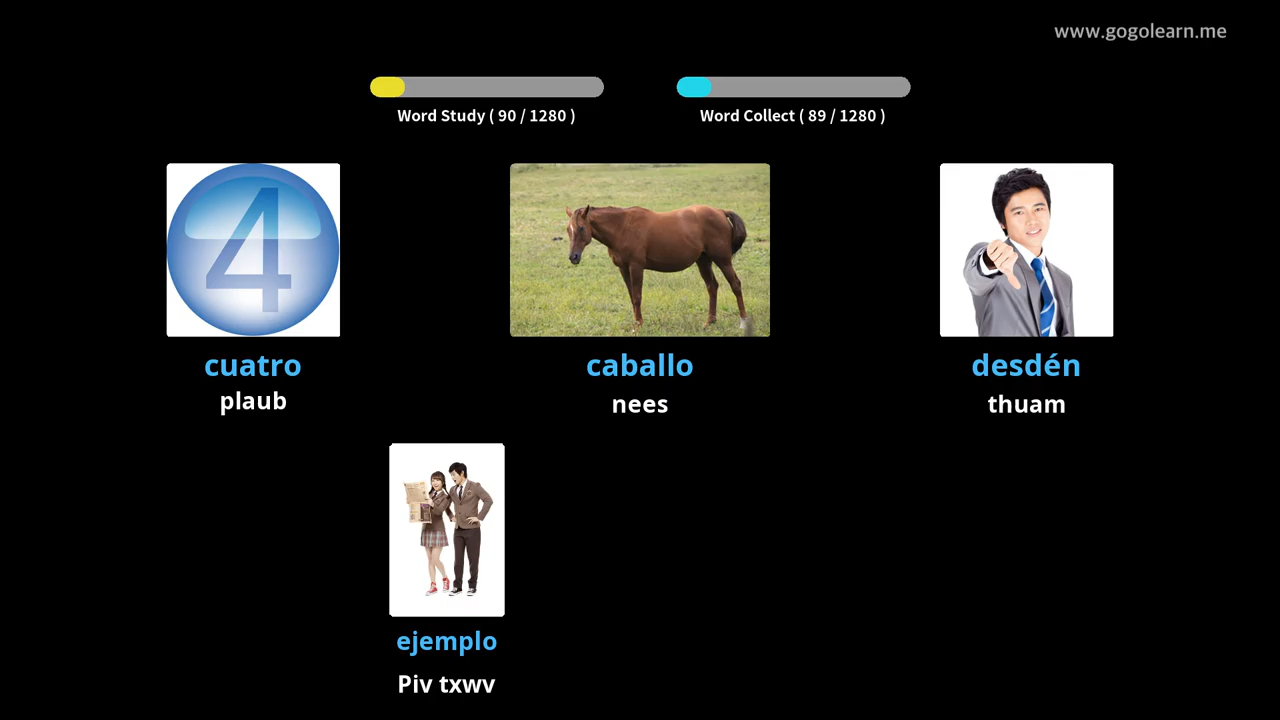 www.gogolearn.me
Word Study ( 90 / 1280 )
Word Collect ( 89 / 1280 )
4
cuatro
caballo
desdén
plaub
nees
thuam
ejemplo
Piv txwv